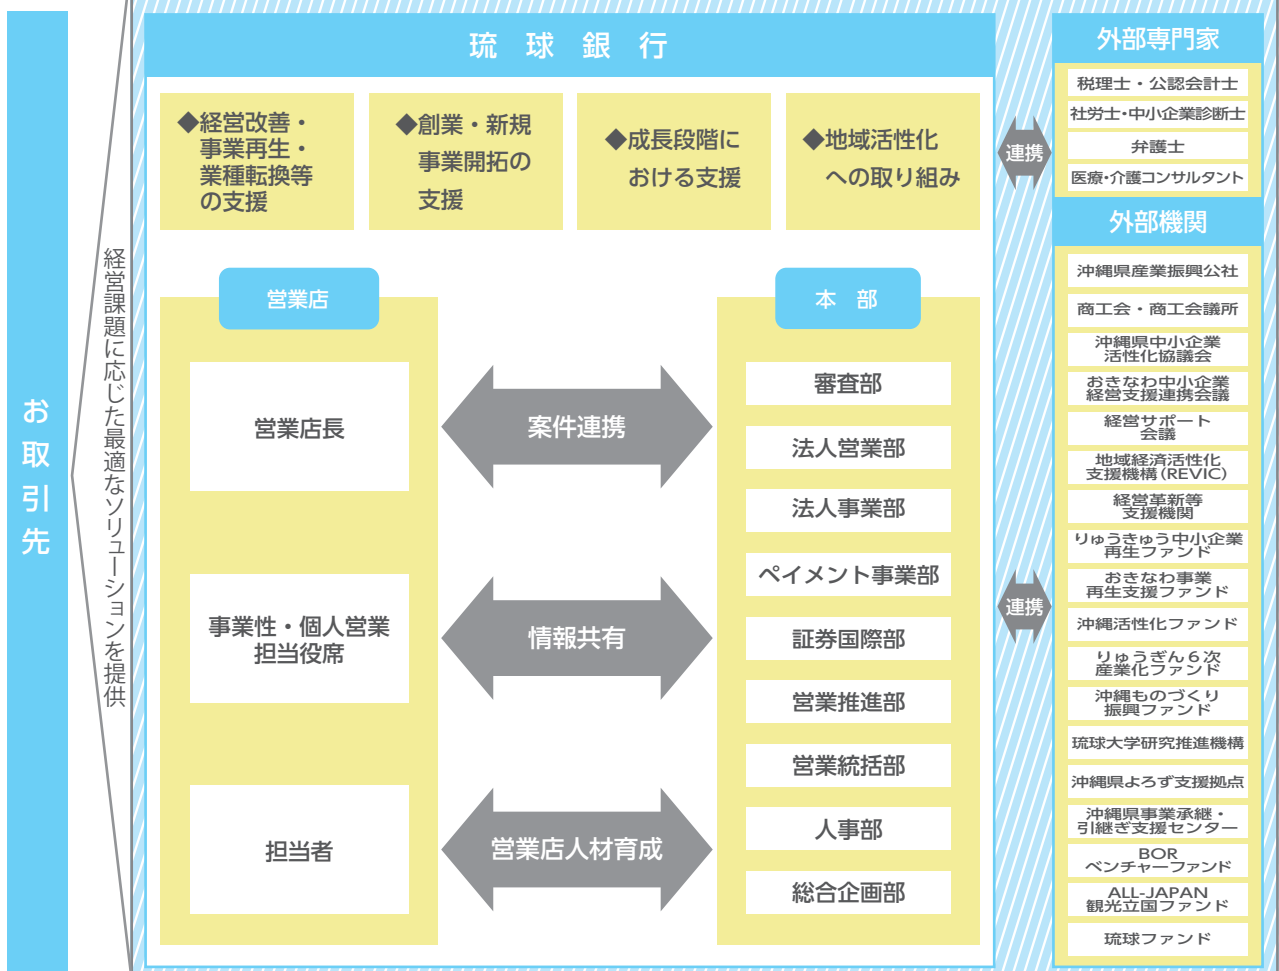 お取引先
経営課題に応じた最適なソリューションを提供
琉球銀行
◆経営改善・
事業再生・
業種転換等
の支援
◆創業・新規
事業開拓の
支援
◆成長段階に
おける支援
◆地域活性化
への取り組み
営業店
営業店長
事業性・個人営業
担当役席
担当者
案件連携
情報共有
営業店人材育成
本部
審査部
法人営業部
法人事業部
ペイメント事業部
証券国際部
営業推進部
営業統括部
人事部
総合企画部
連携
連携
外部専門家
税理士・公認会計士
社労士・中小企業診断士
弁護士
医療・介護コンサルタント
外部機関
沖縄県産業振興公社
商工会・商工会議所
沖縄県中小企業
活性化協議会
おきなわ中小企業
経営支援連携会議
経営サポート
会議
地域経済活性化
支援機構(REVIC)
経営革新等
支援機関
りゅうきゅう中小企業
再生ファンド
おきなわ事業
再生支援ファンド
沖縄活性化ファンド
りゅうぎん6次
産業化ファンド
沖縄ものづくり
振興ファンド
琉球大学研究推進機構
沖縄県よろず支援拠点
沖縄県事業承継・
引継ぎ支援センター
BOR
ベンチャーファンド
ALL-JAPAN
観光立国ファンド
琉球ファンド